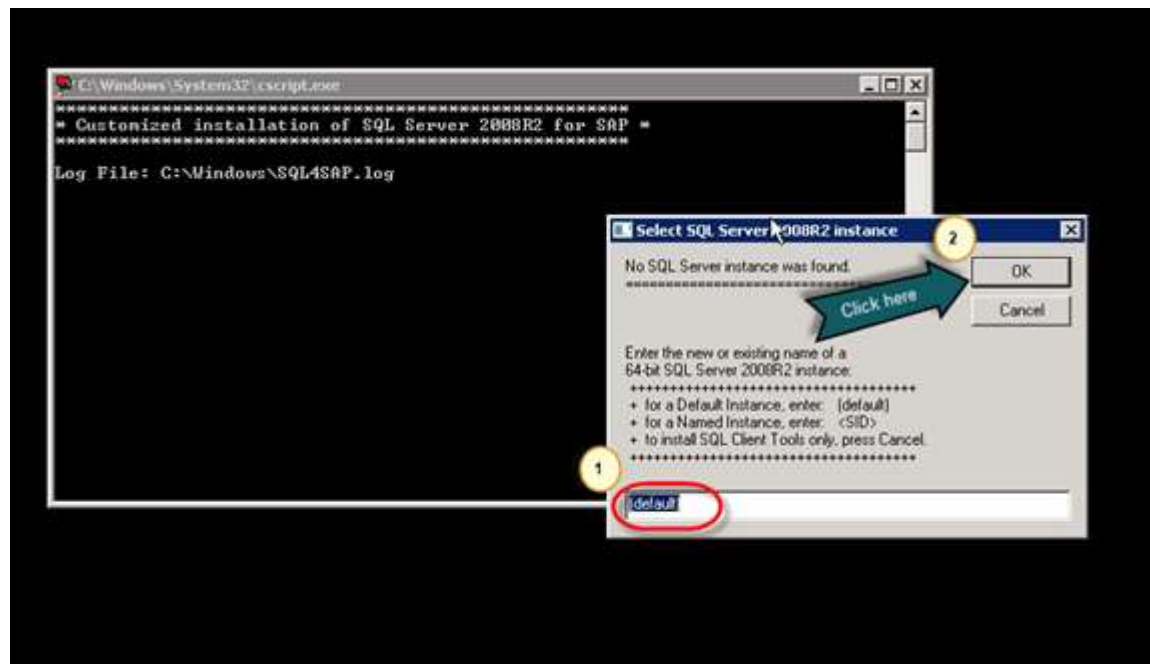 C:\Windows\System32\cscript.exe
******************************************************
* Customized installation of SQL Server 2008R2 for SAP *
******************************************************
Log File: C:\Windows\SQL4SAP.log
Select SQL Server 2008R2 instance
2
No SQL Server instance was found.
OK
Click here
Cancel
Enter the new or existing name of a
64-bit SQL Server 2008R2 instance:
++++++++++++++++++++++++++++++++++++
+ for a Default Instance, enter: (default)
+ for a Named Instance, enter: <SID>
+ to install SQL Client Tools only, press Cancel.
++++++++++++++++++++++++++++++++++++
1
(default)